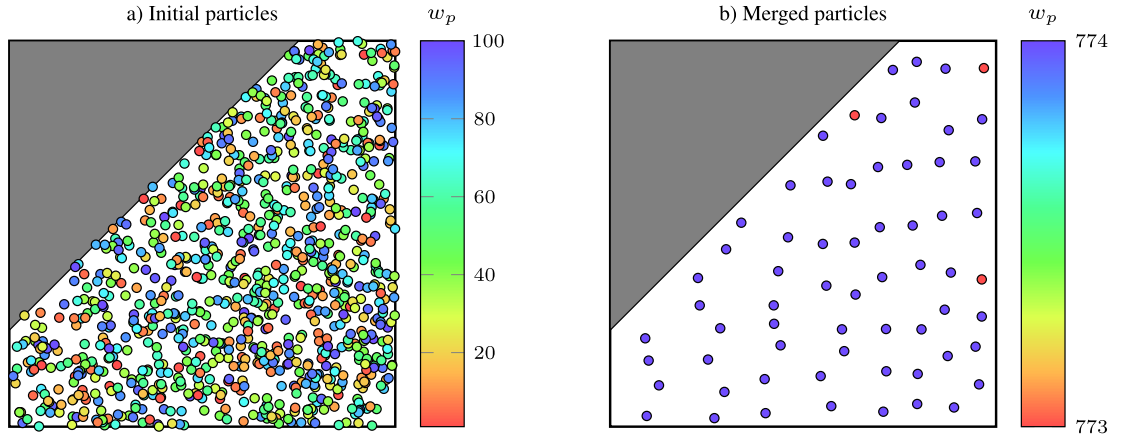 a) Initial particles
w_p
100
80
60
40
20
b) Merged particles
w_p
774
773